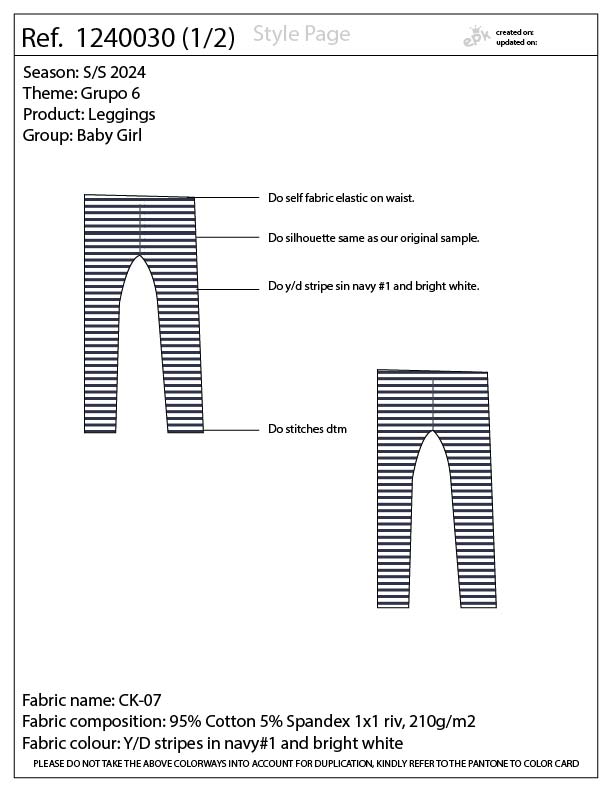 Ref. 1240030 (1/2)
Style Page
epk
created on:
updated on:
Season: S/S 2024
Theme: Grupo 6
Product: Leggings
Group: Baby Girl
Do self fabric elastic on waist.
Do silhouette same as our original sample.
Do y/d stripe sin navy #1 and bright white.
Do stitches dtm
Fabric name: CK-07
Fabric composition: 95% Cotton 5% Spandex 1x1 riv, 210g/m2
Fabric colour: Y/D stripes in navy#1 and bright white
PLEASE DO NOT TAKE THE ABOVE COLORWAYS INTO ACCOUNT FOR DUPLICATION, KINDLY REFER TO THE PANTONE TO COLOR CARD